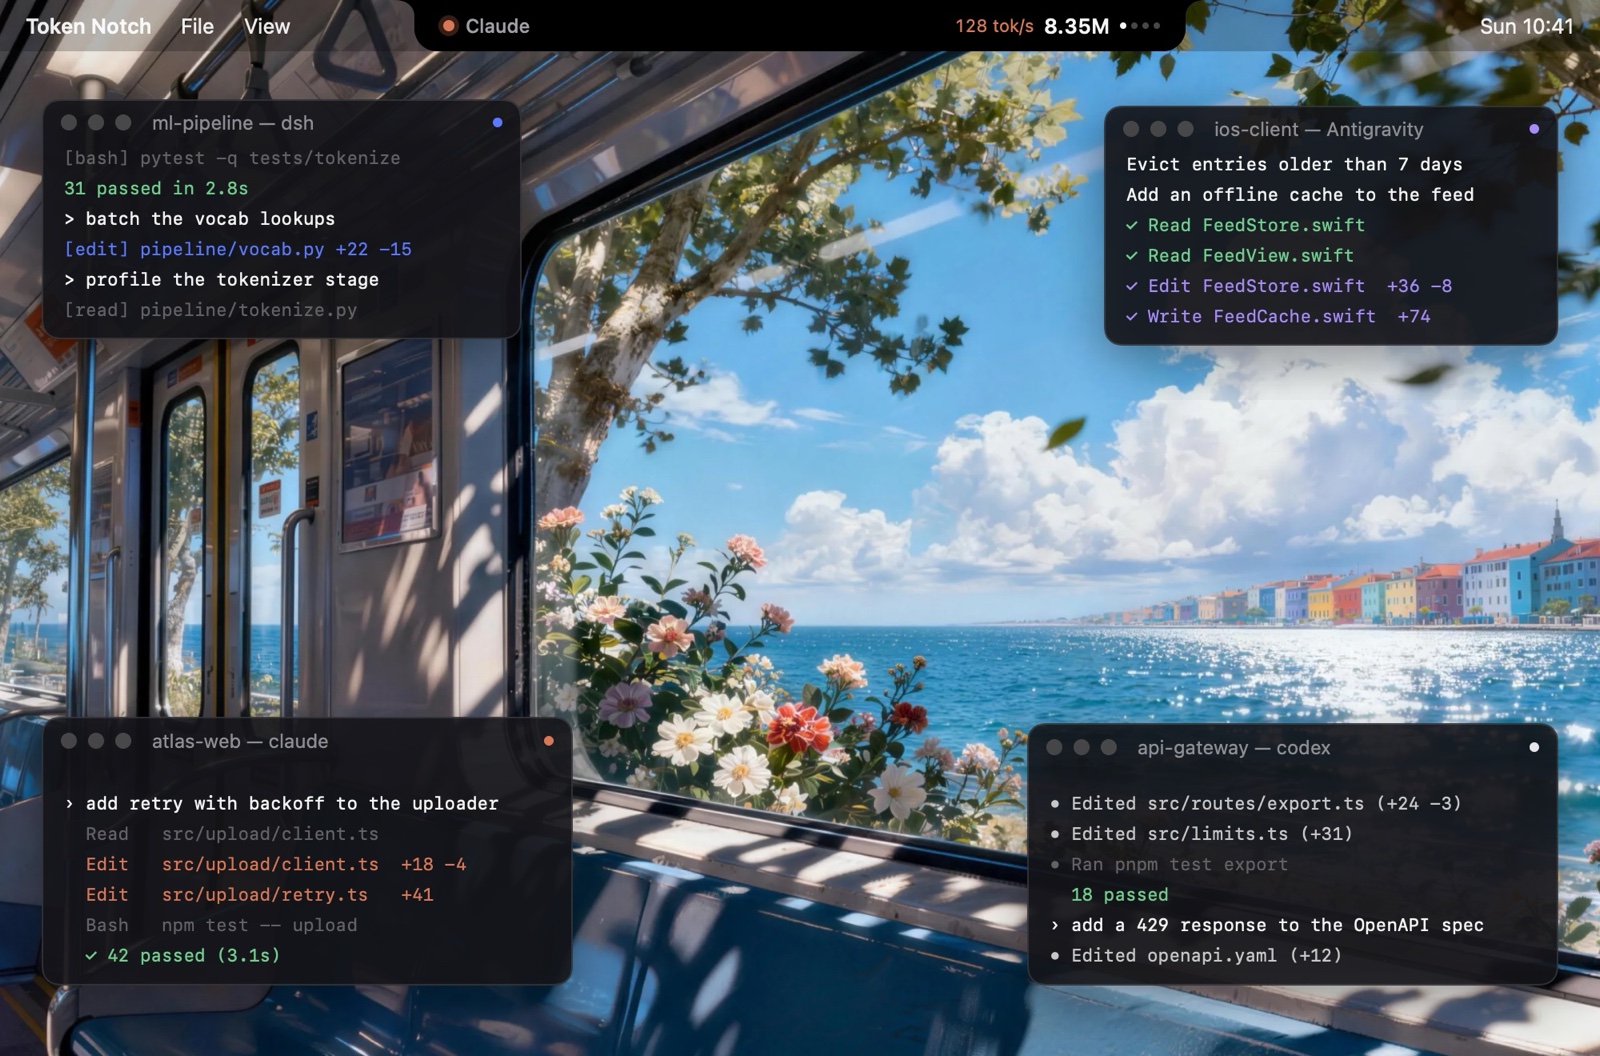 Token Notch File View Claude 128 tok/s 8.35M Sun 10:41
ml-pipeline — dsh
[bash] pytest -q tests/tokenize
31 passed in 2.8s
> batch the vocab lookups
[edit] pipeline/vocab.py +22 −15
> profile the tokenizer stage
[read] pipeline/tokenize.py
ios-client — Antigravity
Evict entries older than 7 days
Add an offline cache to the feed
✓ Read FeedStore.swift
✓ Read FeedView.swift
✓ Edit FeedStore.swift +36 −8
✓ Write FeedCache.swift +74
atlas-web — claude
› add retry with backoff to the uploader
Read src/upload/client.ts
Edit src/upload/client.ts +18 −4
Edit src/upload/retry.ts +41
Bash npm test -- upload
✓ 42 passed (3.1s)
api-gateway — codex
• Edited src/routes/export.ts (+24 −3)
• Edited src/limits.ts (+31)
• Ran pnpm test export
18 passed
› add a 429 response to the OpenAPI spec
• Edited openapi.yaml (+12)